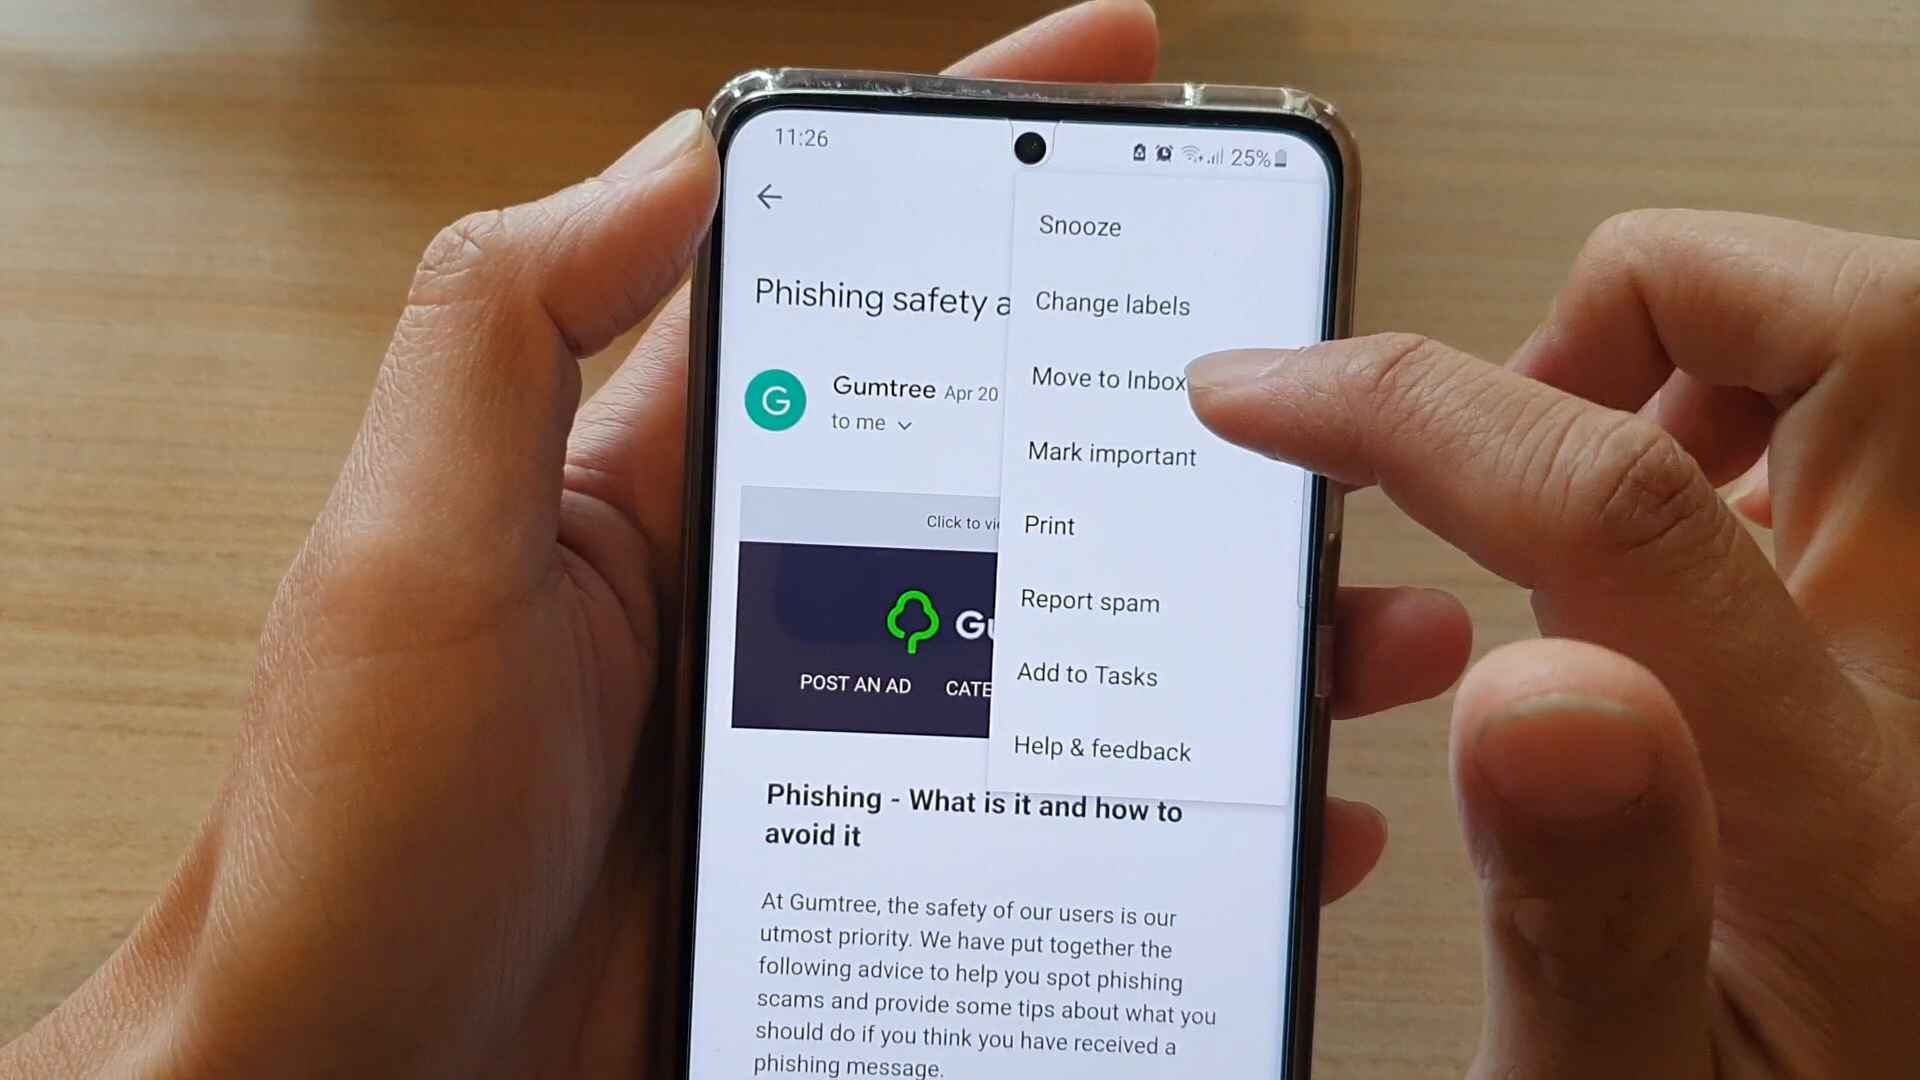 11:26
25%
Snooze
Change labels
Move to Inbox
Mark important
Print
Report spam
Add to Tasks
Help & feedback
Phishing safety a
G
Gumtree Apr 20
to me
Click to vi
Gu
POST AN AD CATE
Phishing - What is it and how to
avoid it
At Gumtree, the safety of our users is our
utmost priority. We have put together the
following advice to help you spot phishing
scams and provide some tips about what you
should do if you think you have received a
phishing message.